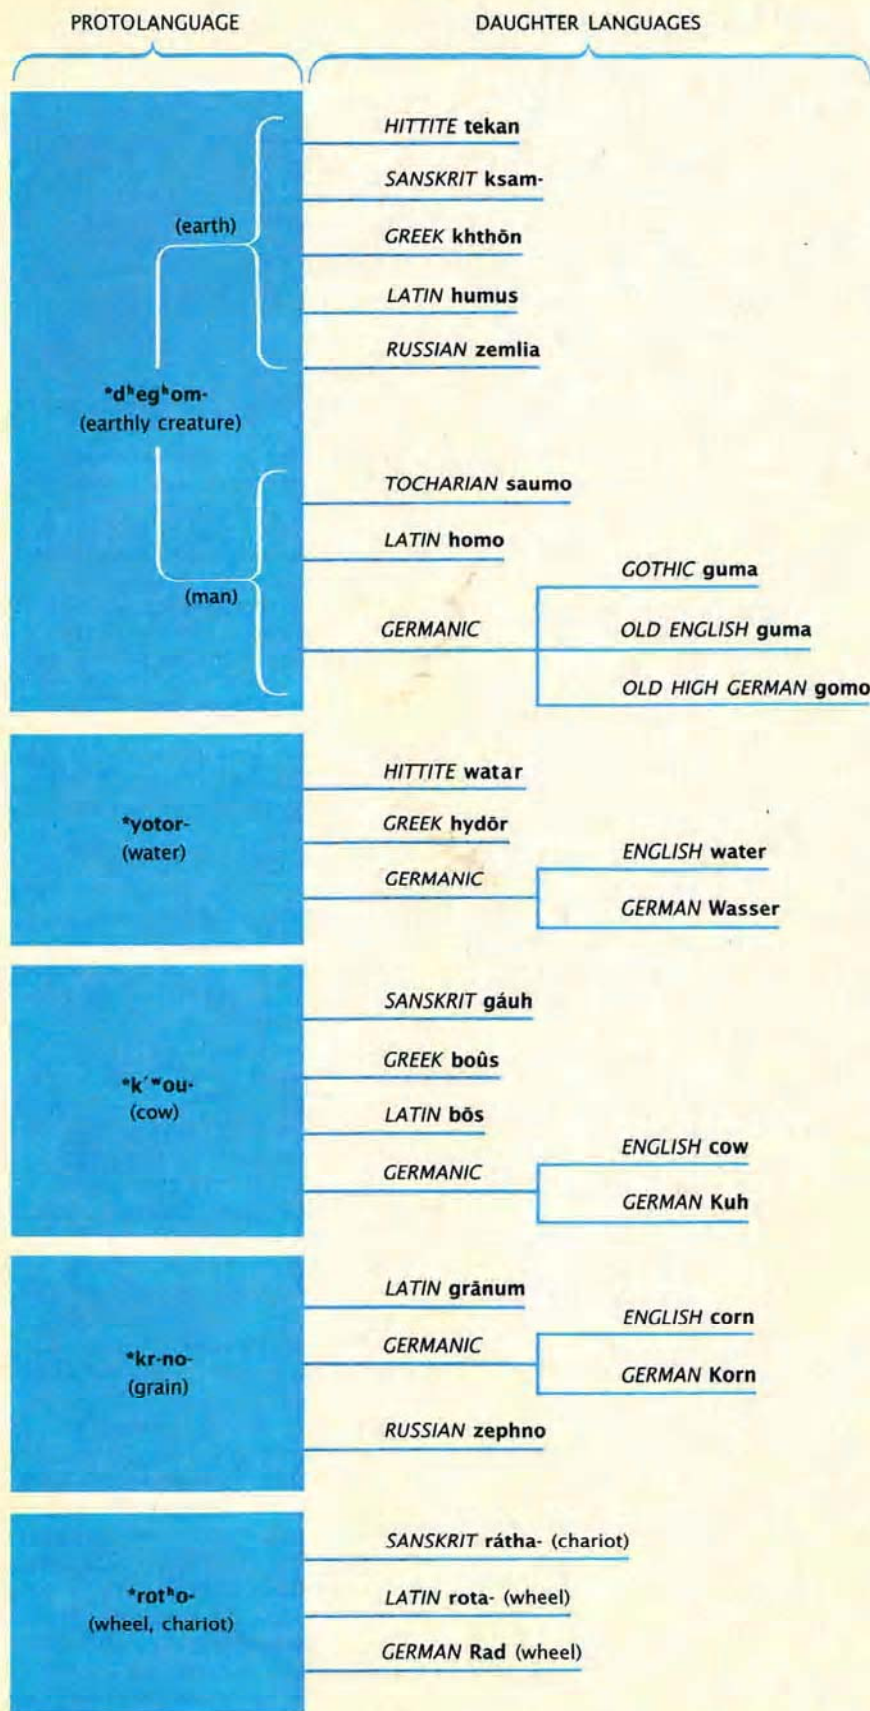 PROTOLANGUAGE
DAUGHTER LANGUAGES
*dʰegʰom-
(earthly creature)
(earth)
HITTITE tekan
SANSKRIT ksam-
GREEK khthōn
LATIN humus
RUSSIAN zemlia
(man)
TOCHARIAN saumo
LATIN homo
GERMANIC
GOTHIC guma
OLD ENGLISH guma
OLD HIGH GERMAN gomo
*yotor-
(water)
HITTITE watar
GREEK hydōr
GERMANIC
ENGLISH water
GERMAN Wasser
*k´ʷou-
(cow)
SANSKRIT gáuh
GREEK boûs
LATIN bōs
GERMANIC
ENGLISH cow
GERMAN Kuh
*kr-no-
(grain)
LATIN grānum
GERMANIC
ENGLISH corn
GERMAN Korn
RUSSIAN zephno
*rotʰo-
(wheel, chariot)
SANSKRIT rátha- (chariot)
LATIN rota- (wheel)
GERMAN Rad (wheel)